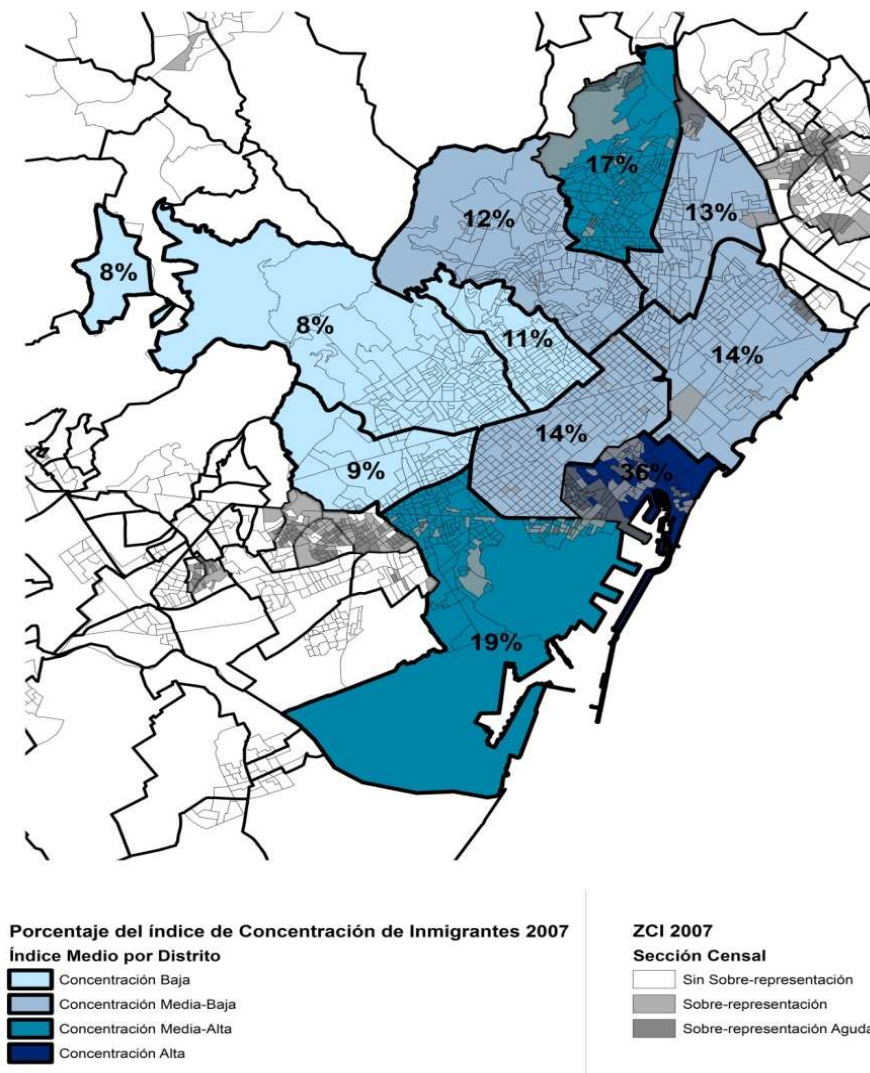 17%
12%
13%
8%
8%
11%
14%
14%
36%
9%
19%
Porcentaje del índice de Concentración de Inmigrantes 2007
Índice Medio por Distrito
Concentración Baja
Concentración Media-Baja
Concentración Media-Alta
Concentración Alta
ZCI 2007
Sección Censal
Sin Sobre-representación
Sobre-representación
Sobre-representación Aguda